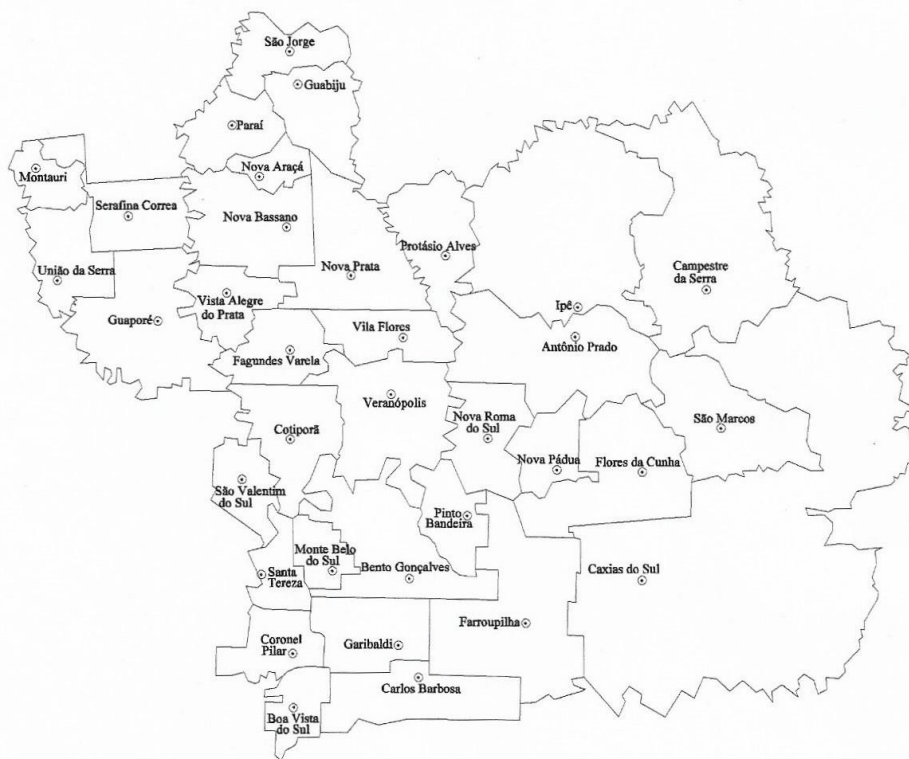 São Jorge
Guabiju
Paraí
Nova Araçá
Montauri
Serafina Correa
Nova Bassano
Protásio Alves
União da Serra
Nova Prata
Campestre
da Serra
Vista Alegre
do Prata
Guaporé
Ipê
Vila Flores
Antônio Prado
Fagundes Varela
Veranópolis
Nova Roma
do Sul
São Marcos
Cotiporã
Nova Pádua
Flores da Cunha
São Valentim
do Sul
Pinto
Bandeira
Monte Belo
do Sul
Bento Gonçalves
Caxias do Sul
Santa
Tereza
Farroupilha
Coronel
Pilar
Garibaldi
Carlos Barbosa
Boa Vista
do Sul